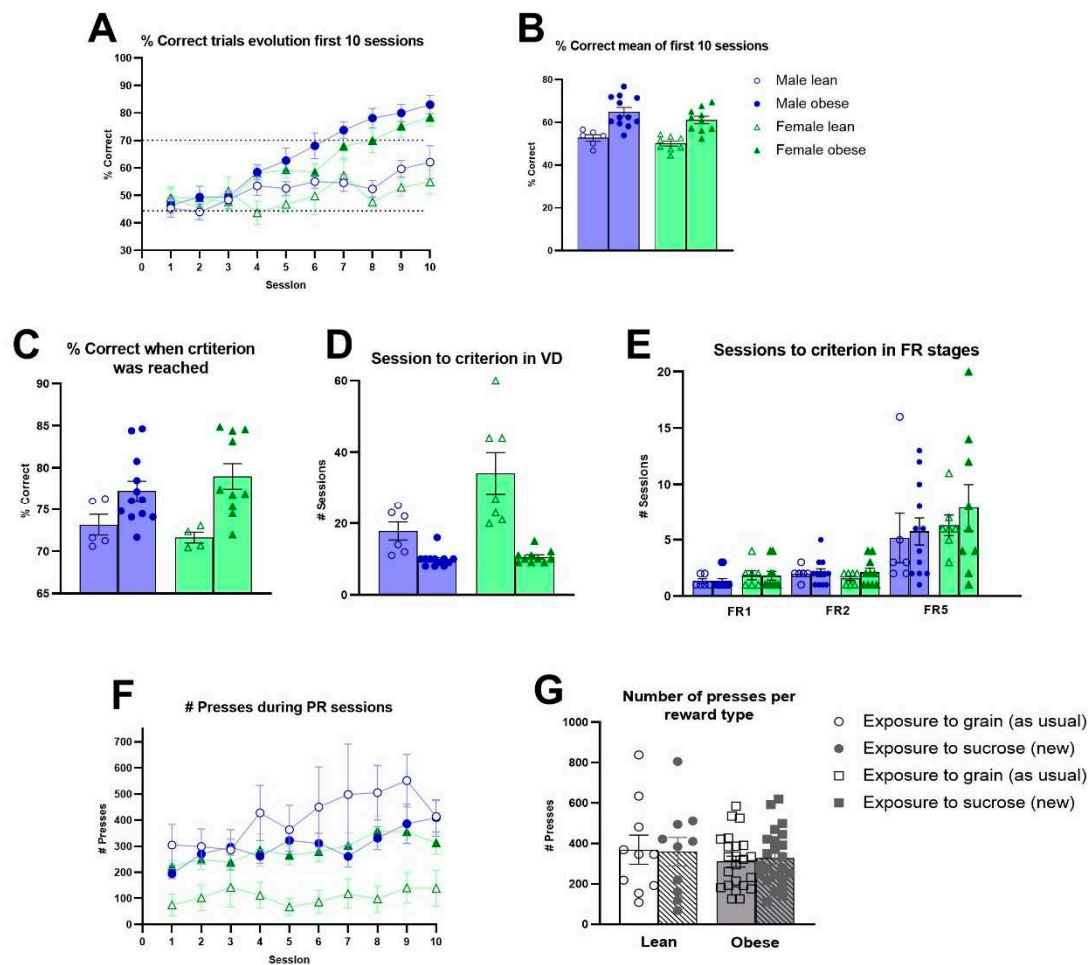 A
% Correct trials evolution first 10 sessions
100
90
80
70
60
50
40
30
% Correct
0 1 2 3 4 5 6 7 8 9 10
Session
B
% Correct mean of first 10 sessions
80
60
40
20
0
% Correct
Male lean
Male obese
Female lean
Female obese
C
% Correct when crtiterion
was reached
90
85
80
75
70
65
% Correct
D
Session to criterion in VD
60
40
20
0
# Sessions
E
Sessions to criterion in FR stages
20
15
10
5
0
# Sessions
FR1 FR2 FR5
F
# Presses during PR sessions
700
600
500
400
300
200
100
0
# Presses
0 1 2 3 4 5 6 7 8 9 10
Session
G
Number of presses per
reward type
1000
800
600
400
200
0
# Presses
Lean Obese
Exposure to grain (as usual)
Exposure to sucrose (new)
Exposure to grain (as usual)
Exposure to sucrose (new)